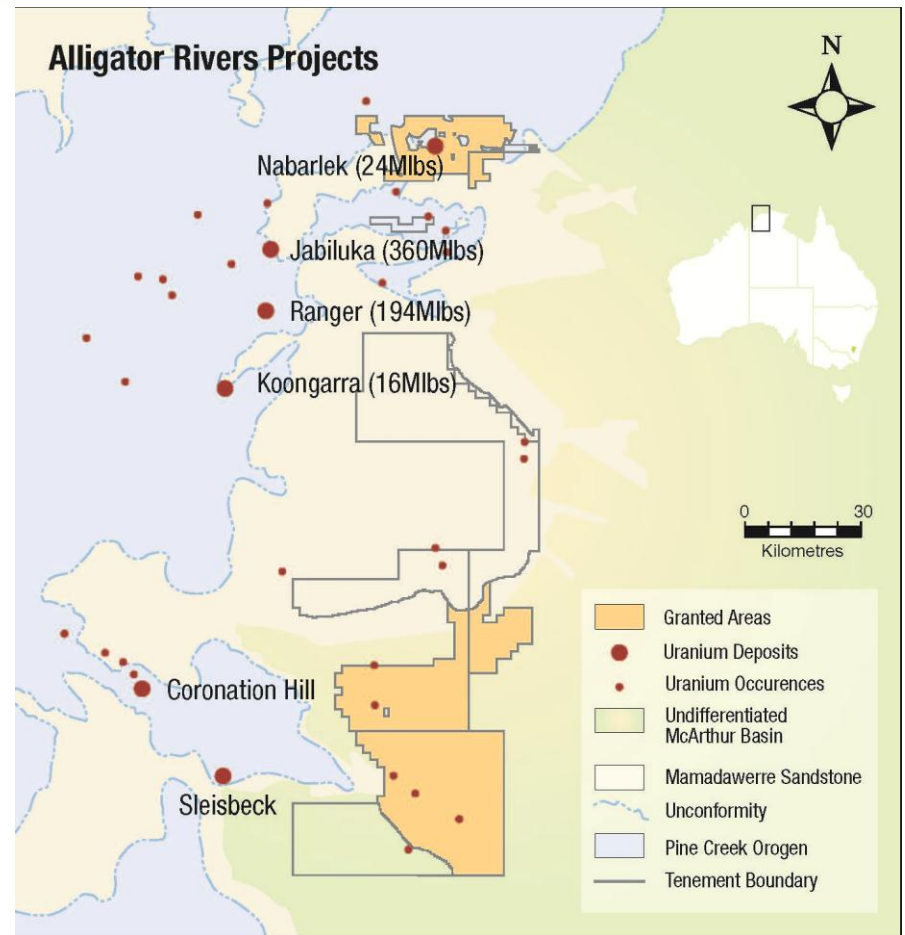 Alligator Rivers Projects
N
Nabarlek (24Mlbs)
Jabiluka (360Mlbs)
Ranger (194Mlbs)
Koongarra (16Mlbs)
0 30
Kilometres
Coronation Hill
Sleisbeck
Granted Areas
Uranium Deposits
Uranium Occurences
Undifferentiated
McArthur Basin
Mamadawerre Sandstone
Unconformity
Pine Creek Orogen
Tenement Boundary